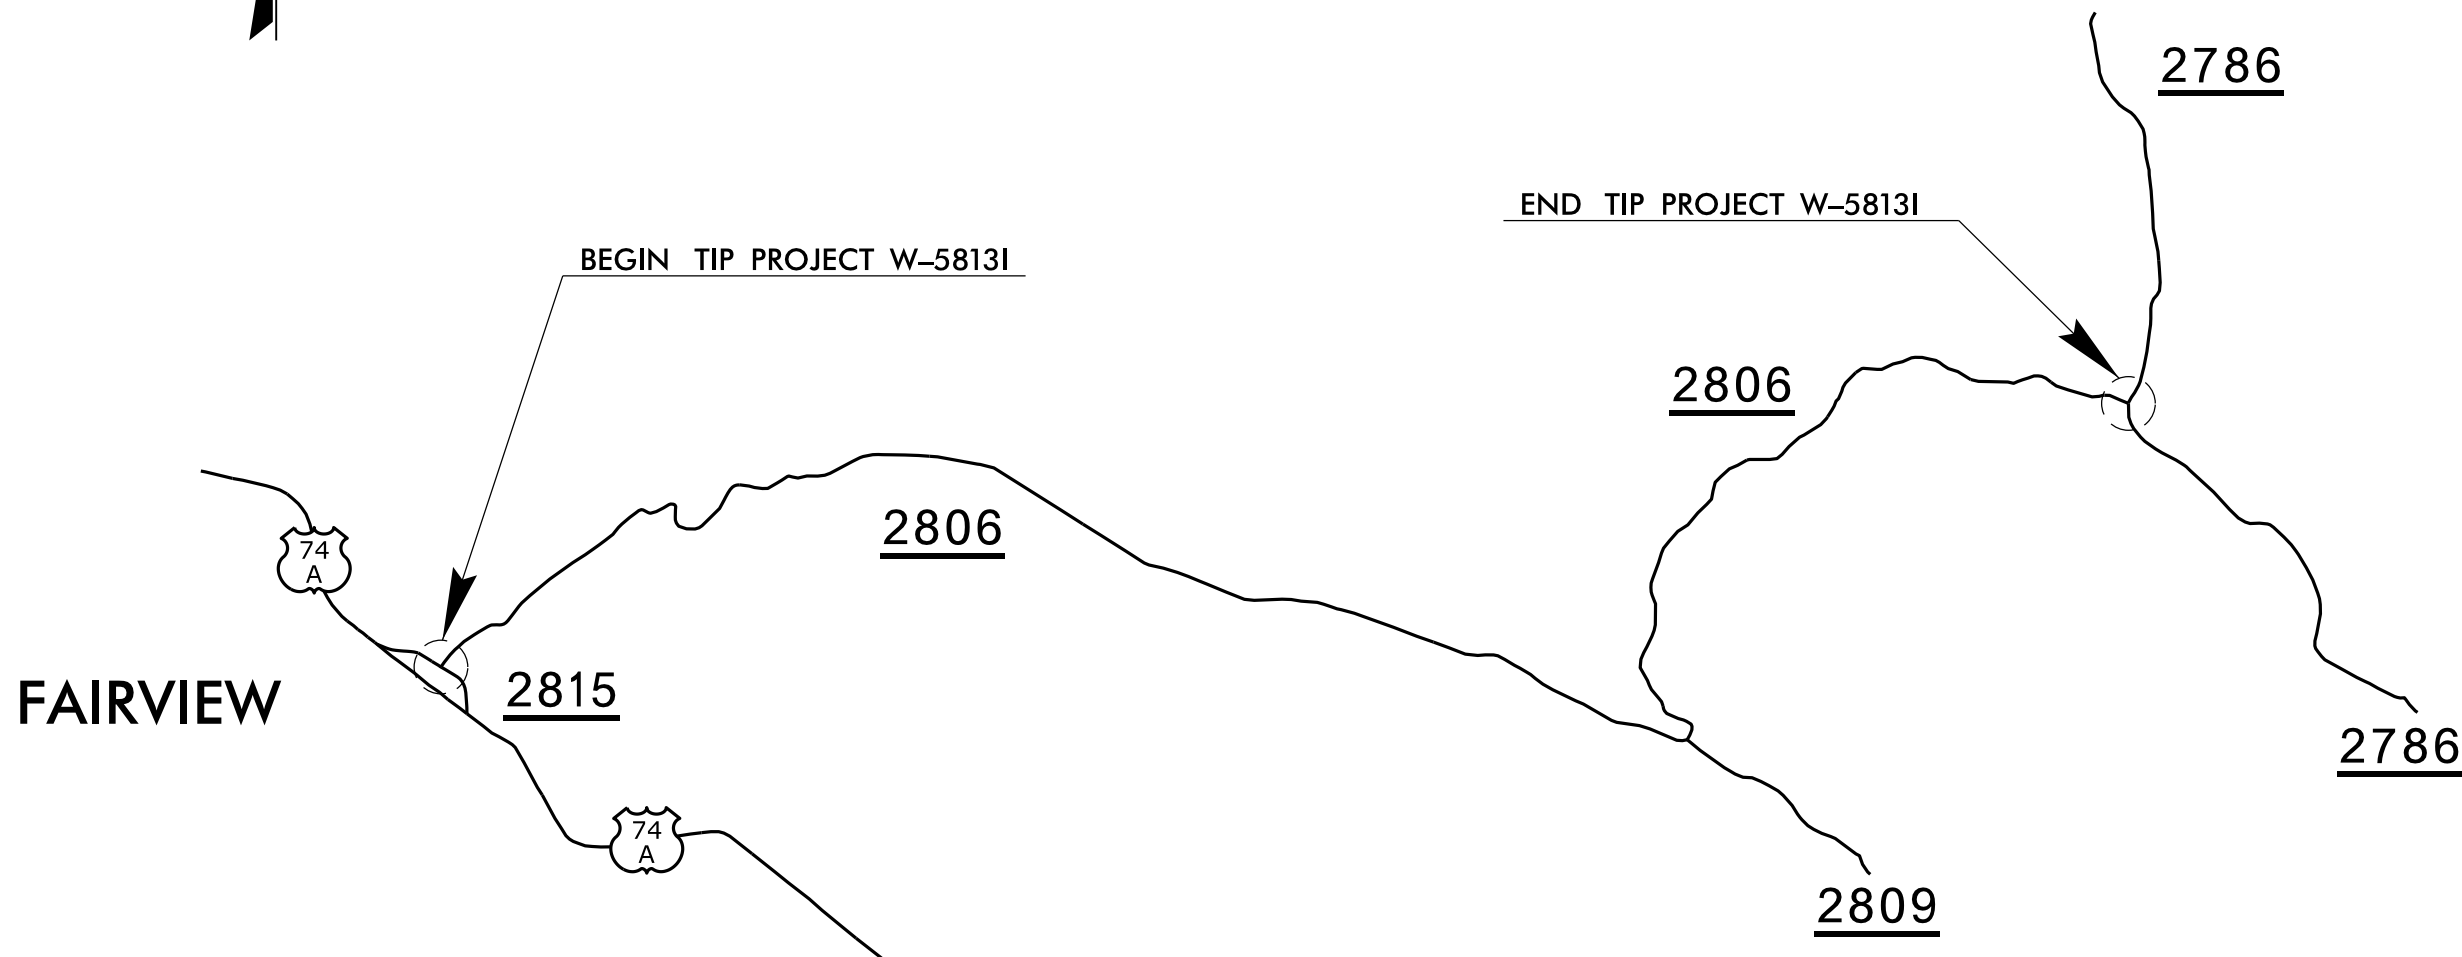 2786
END TIP PROJECT W–5813I
BEGIN TIP PROJECT W–5813I
2806
2806
74
A
FAIRVIEW
2815
2786
74
A
2809